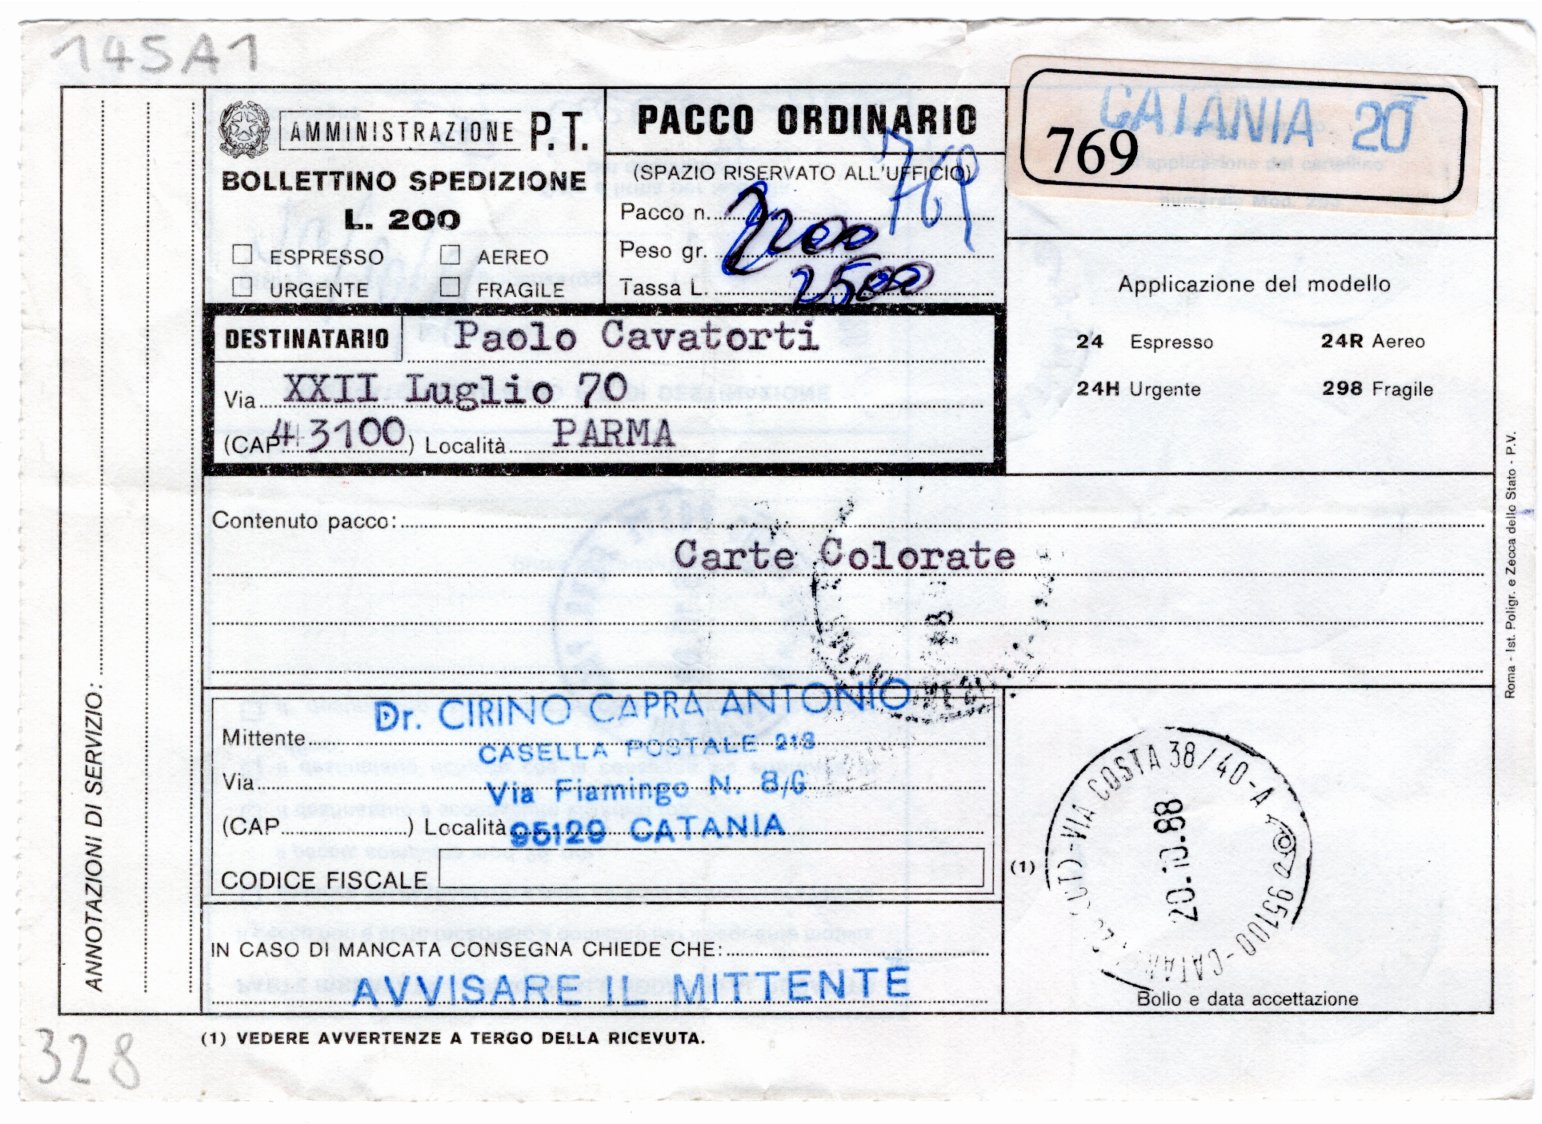 145A1
AMMINISTRAZIONE P.T.
BOLLETTINO SPEDIZIONE
L. 200
ESPRESSO AEREO
URGENTE FRAGILE
PACCO ORDINARIO
(SPAZIO RISERVATO ALL'UFFICIO)
Pacco n. 769
Peso gr. 2200
Tassa L. 2500
CATANIA 20
769
Applicazione del modello
24 Espresso 24R Aereo
24H Urgente 298 Fragile
DESTINATARIO Paolo Cavatorti
Via XXII Luglio 70
(CAP 43100) Località PARMA
Contenuto pacco:
Carte Colorate
Dr. CIRINO CAPRA ANTONIO
Mittente CASELLA POSTALE 218
Via Via Fiamingo N. 8/G
(CAP ) Località 95129 CATANIA
CODICE FISCALE
IN CASO DI MANCATA CONSEGNA CHIEDE CHE:
AVVISARE IL MITTENTE
(1)
VIA COSTA 38/40-A
95100-CATANIA
20-10-88
Bollo e data accettazione
ANNOTAZIONI DI SERVIZIO:
Roma - Ist. Poligr. e Zecca dello Stato - P.V.
(1) VEDERE AVVERTENZE A TERGO DELLA RICEVUTA.
328